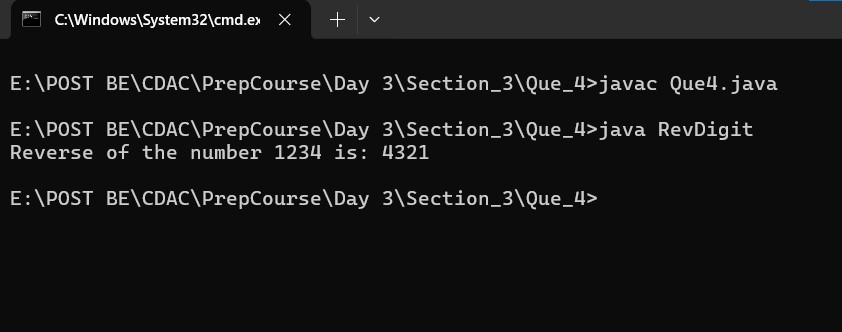 C:\Windows\System32\cmd.ex
E:\POST BE\CDAC\PrepCourse\Day 3\Section_3\Que_4>javac Que4.java
E:\POST BE\CDAC\PrepCourse\Day 3\Section_3\Que_4>java RevDigit
Reverse of the number 1234 is: 4321
E:\POST BE\CDAC\PrepCourse\Day 3\Section_3\Que_4>